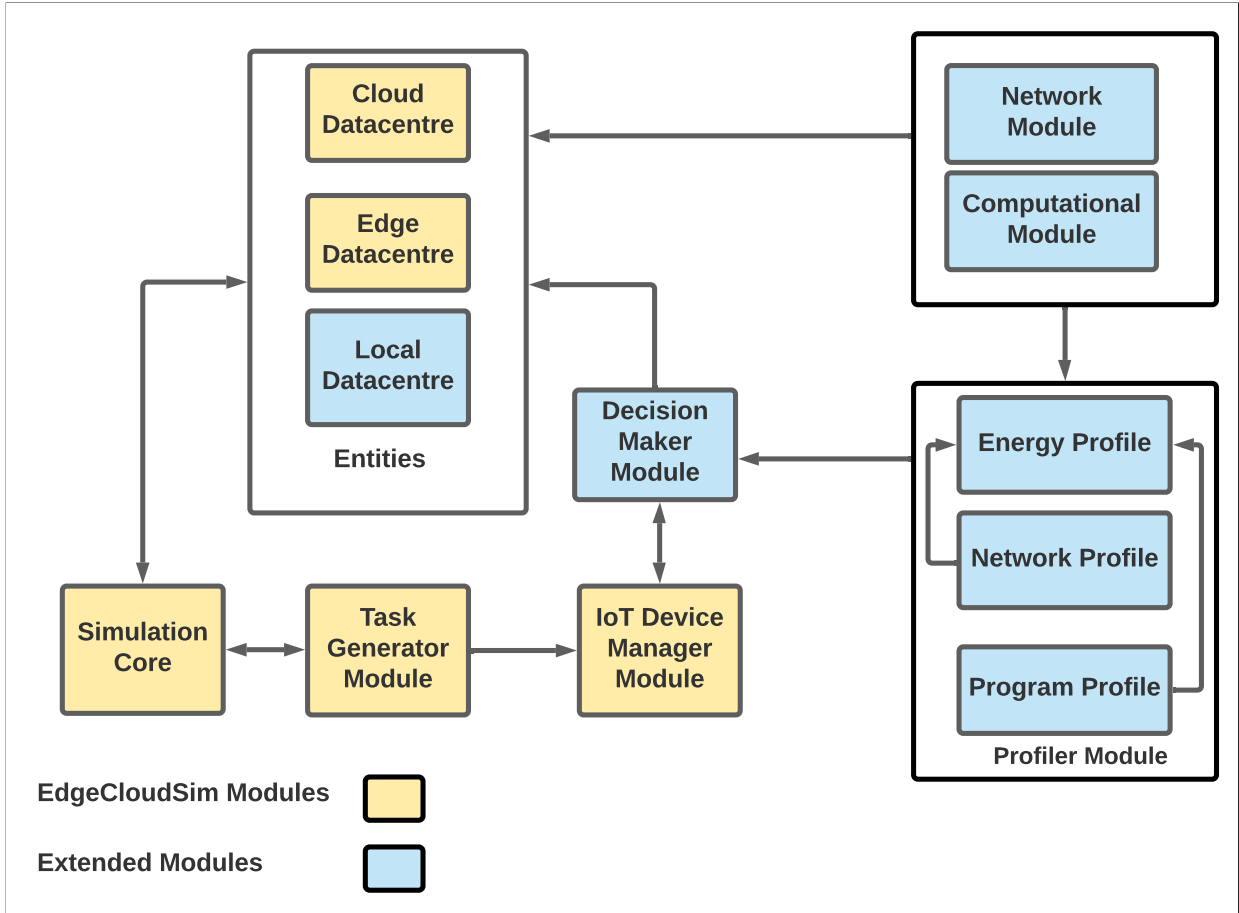 Cloud
Datacentre
Edge
Datacentre
Local
Datacentre
Entities
Network
Module
Computational
Module
Decision
Maker
Module
Energy Profile
Network Profile
Program Profile
Profiler Module
Simulation
Core
Task
Generator
Module
IoT Device
Manager
Module
EdgeCloudSim Modules
Extended Modules